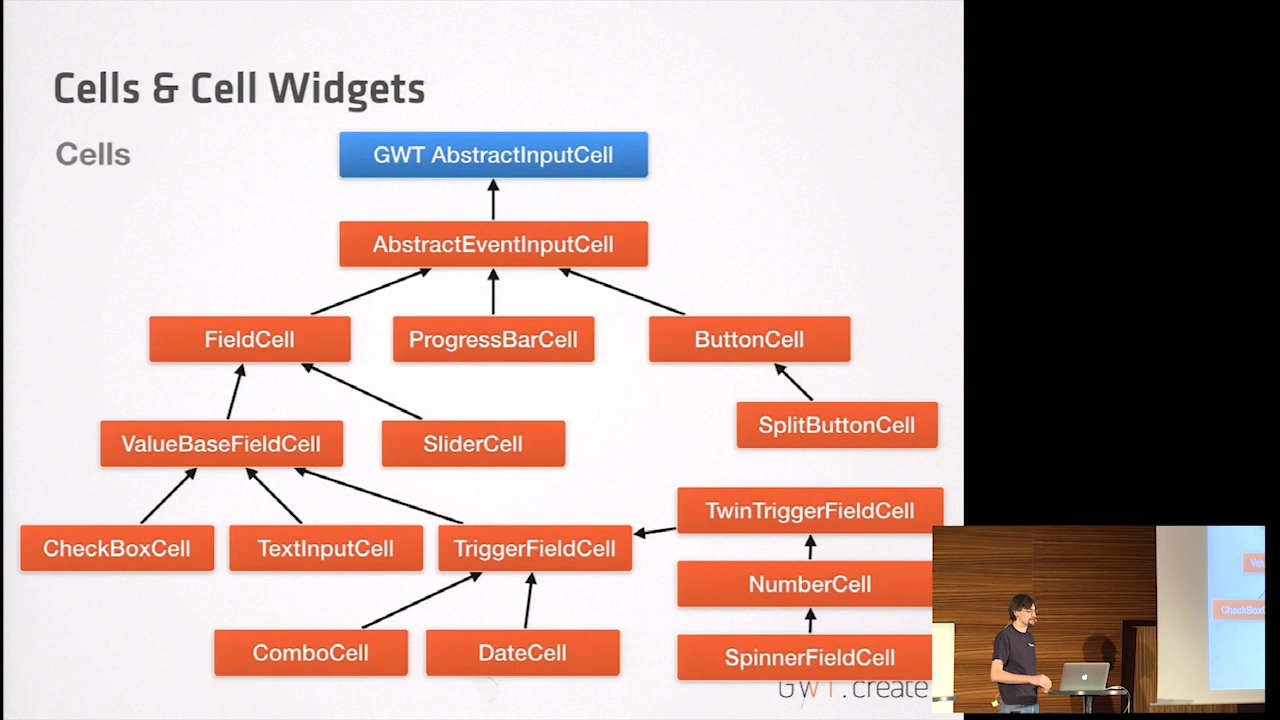 Cells & Cell Widgets
Cells
GWT AbstractInputCell
AbstractEventInputCell
FieldCell
ProgressBarCell
ButtonCell
SplitButtonCell
ValueBaseFieldCell
SliderCell
TwinTriggerFieldCell
CheckBoxCell
TextInputCell
TriggerFieldCell
NumberCell
ComboCell
DateCell
SpinnerFieldCell
GWT.create